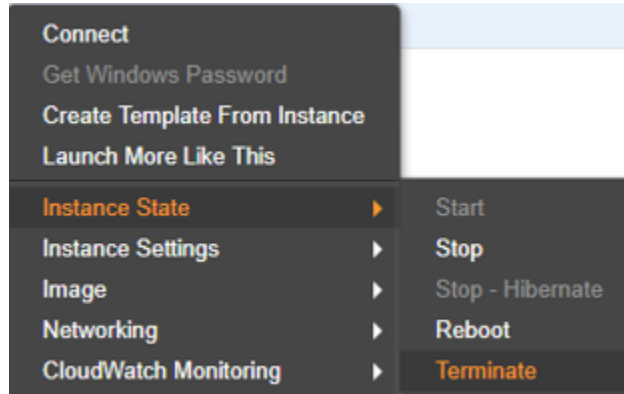 Connect
Get Windows Password
Create Template From Instance
Launch More Like This
Instance State
Instance Settings
Image
Networking
CloudWatch Monitoring
Start
Stop
Stop - Hibernate
Reboot
Terminate